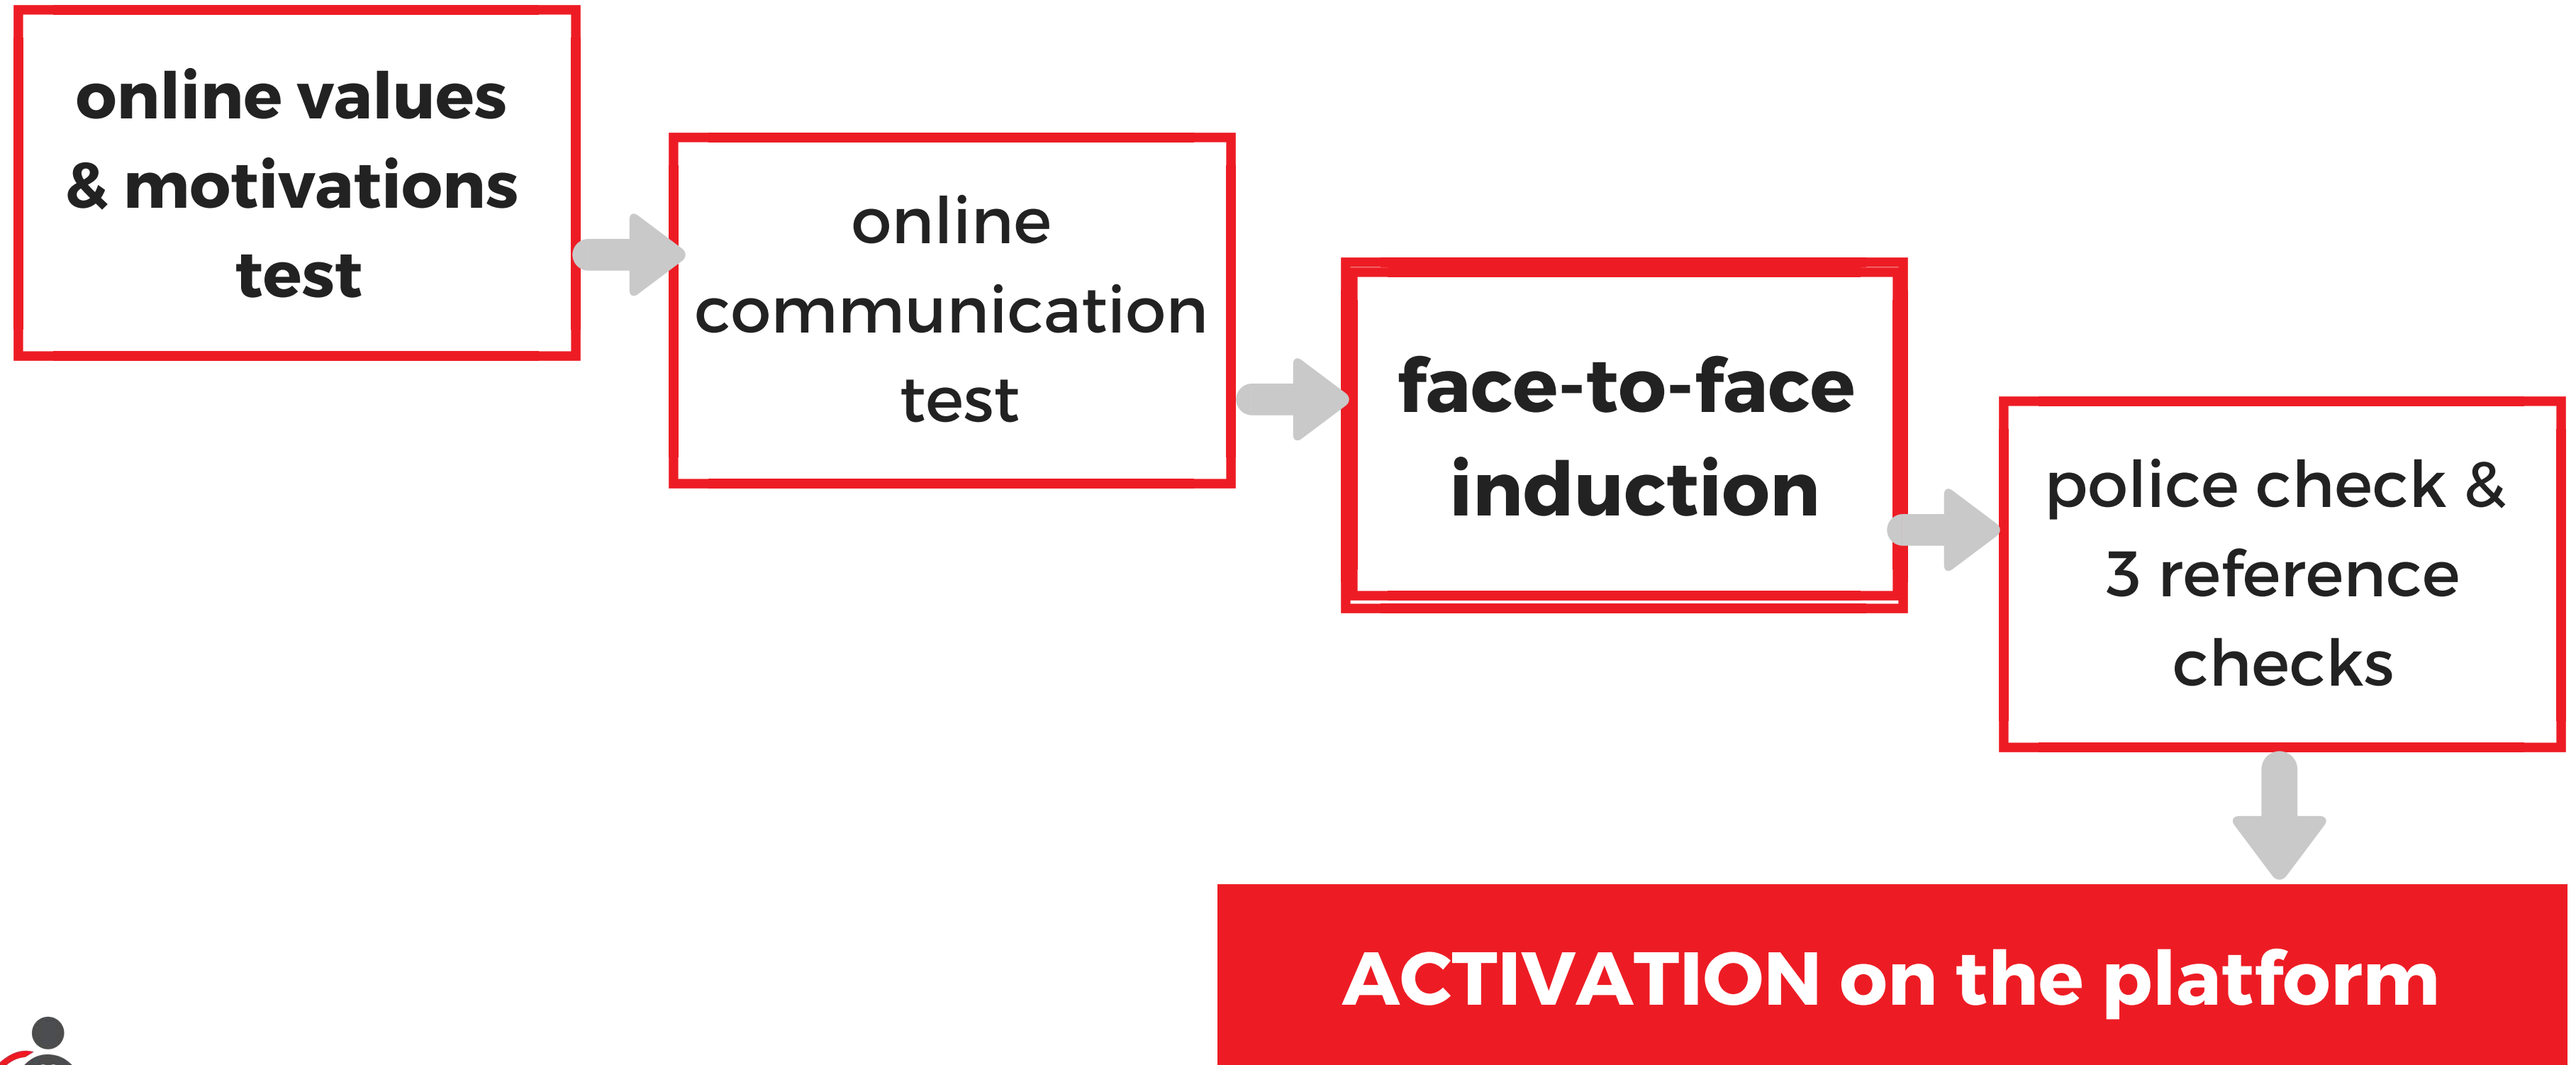 online values
& motivations
test
online
communication
test
face-to-face
induction
police check &
3 reference
checks
ACTIVATION on the platform